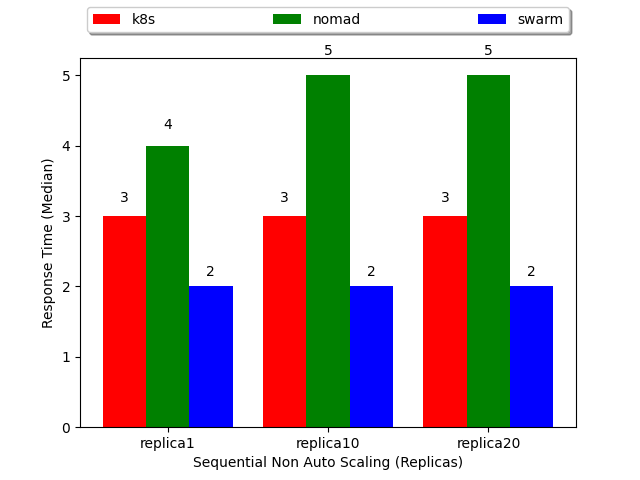 k8s nomad swarm
5 5
4
3 3 3
2 2 2
5
4
3
2
1
0
Response Time (Median)
replica1 replica10 replica20
Sequential Non Auto Scaling (Replicas)